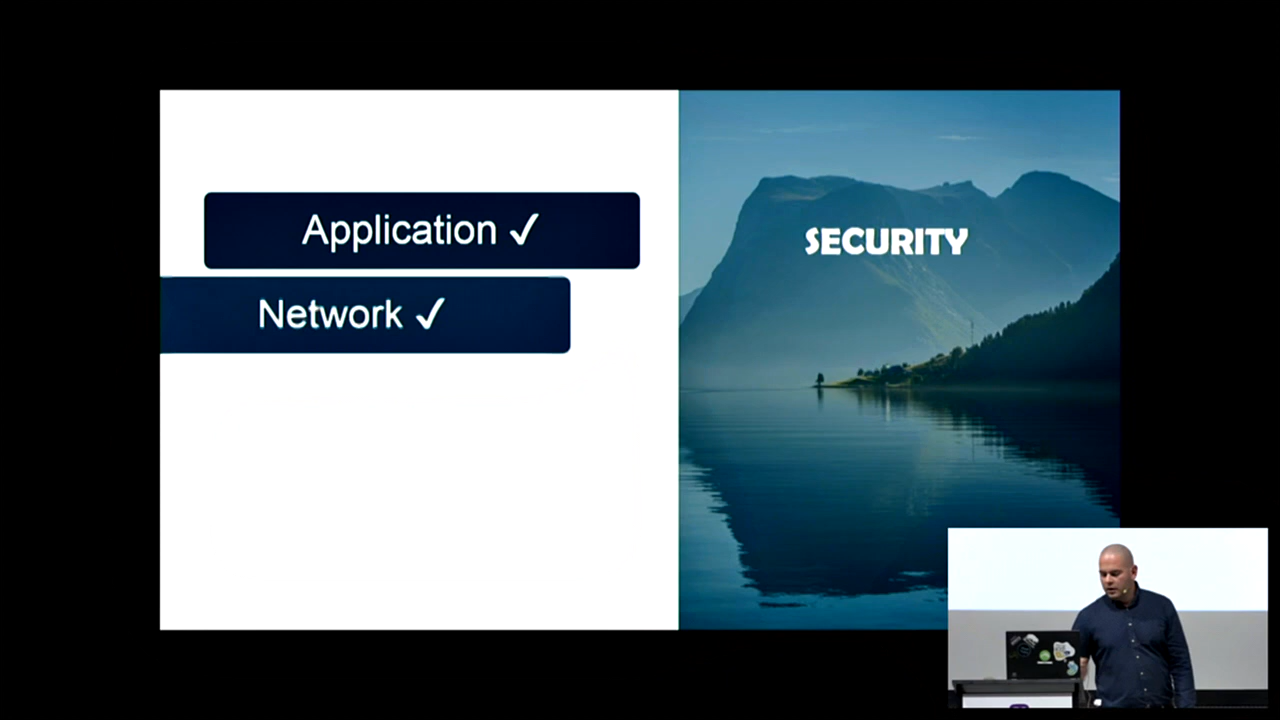 Application ✓
Network ✓
SECURITY